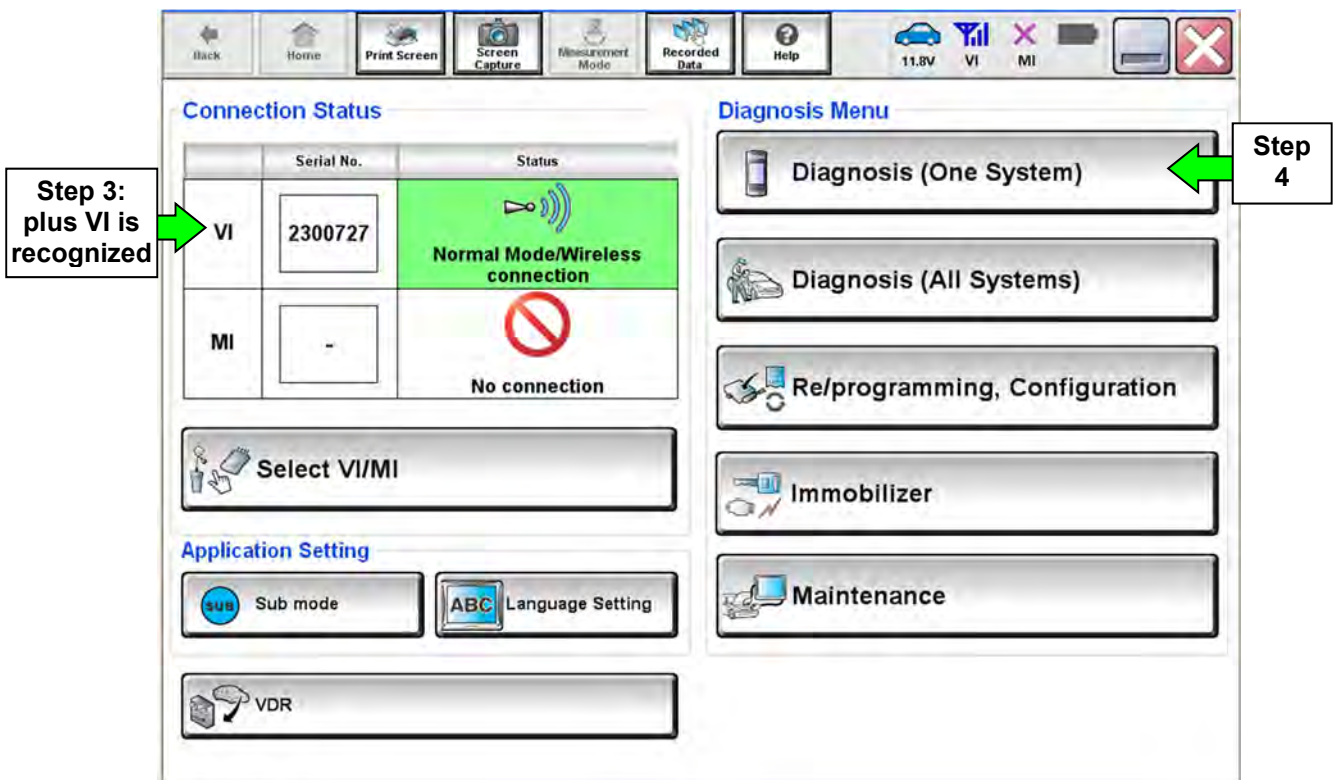 Back
Home
Print Screen
Screen
Capture
Measurement
Mode
Recorded
Data
Help
11.8V
VI
MI
Connection Status
Serial No.
Status
VI
2300727
Normal Mode/Wireless
connection
MI
-
No connection
Select VI/MI
Application Setting
SUB
Sub mode
ABC
Language Setting
VDR
Diagnosis Menu
Diagnosis (One System)
Diagnosis (All Systems)
Re/programming, Configuration
Immobilizer
Maintenance
Step 3:
plus VI is
recognized
Step
4